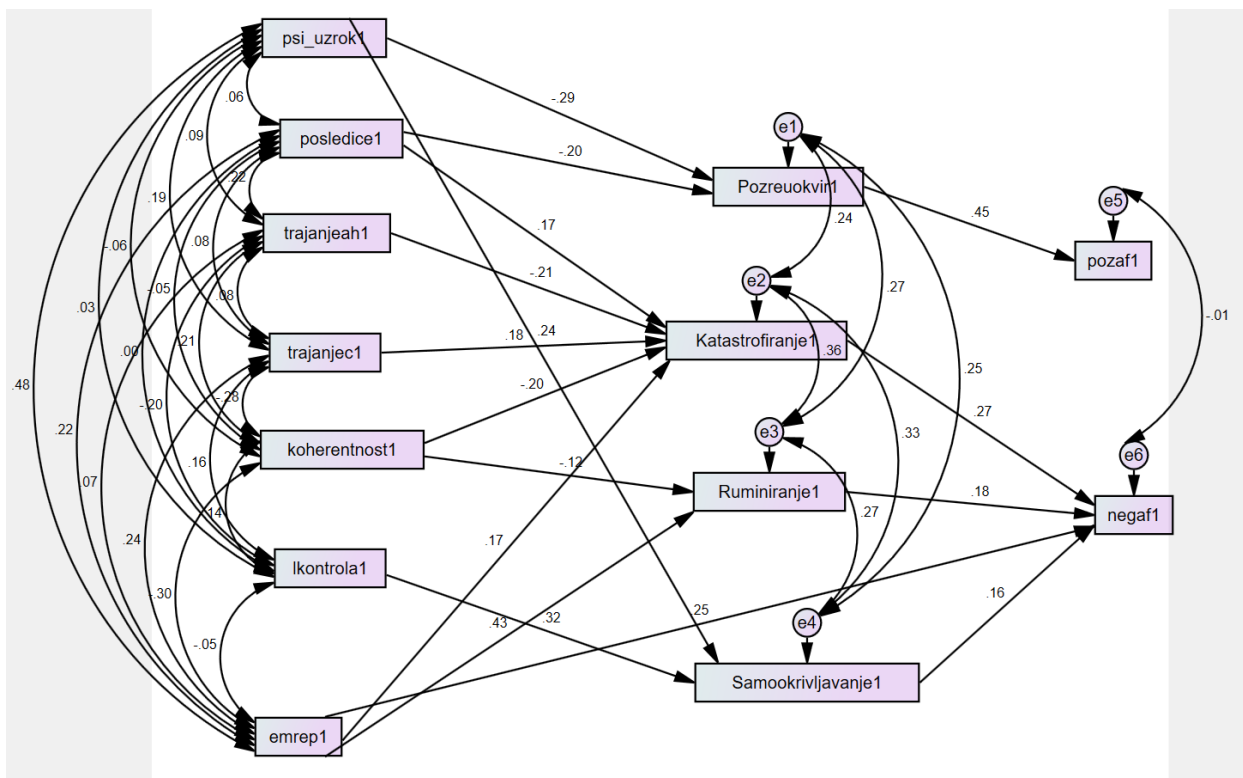 psi_uzrok1
-.29
.06
e1
posledice1
-.20
.09
.22
Pozreuokvir1
.45
e5
.19
trajanjeah1
.17
.24
pozaf1
-.06
.08
-.21
e2
.27
-.05
.08
.03
.24
-.01
.00
.21
trajanjec1
.18
Katastrofiranje1
.36
.25
.48
-.28
-.20
.27
.22
-.20
e3
.33
koherentnost1
e6
.16
-.12
.07
Ruminiranje1
.18
.14
.27
negaf1
.24
.17
lkontrola1
-.30
.16
.25
e4
.43
.32
-.05
Samookrivljavanje1
emrep1